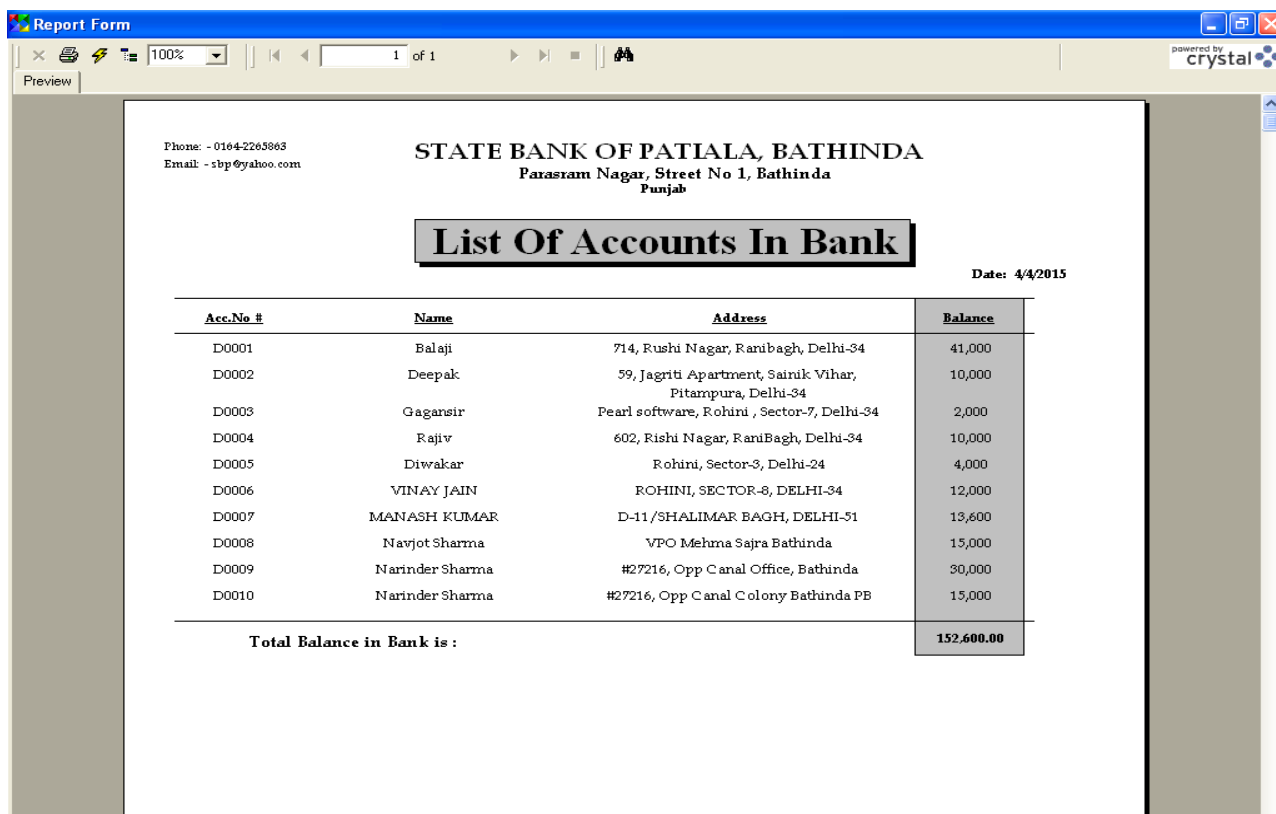 Report Form
100% 1 of 1
powered by crystal
Preview
Phone: - 0164-2265863
Email: - sbp@yahoo.com
STATE BANK OF PATIALA, BATHINDA
Parasram Nagar, Street No 1, Bathinda
Punjab
List Of Accounts In Bank
Date: 4/4/2015
Acc.No # Name Address Balance
D0001 Balaji 714, Rushi Nagar, Ranibagh, Delhi-34 41,000
D0002 Deepak 59, Jagriti Apartment, Sainik Vihar, 10,000
Pitampura, Delhi-34
D0003 Gagansir Pearl software, Rohini , Sector-7, Delhi-34 2,000
D0004 Rajiv 602, Rishi Nagar, RaniBagh, Delhi-34 10,000
D0005 Diwakar Rohini, Sector-3, Delhi-24 4,000
D0006 VINAY JAIN ROHINI, SECTOR-8, DELHI-34 12,000
D0007 MANASH KUMAR D-11/SHALIMAR BAGH, DELHI-51 13,600
D0008 Navjot Sharma VPO Mehma Sajra Bathinda 15,000
D0009 Narinder Sharma #27216, Opp Canal Office, Bathinda 30,000
D0010 Narinder Sharma #27216, Opp Canal Colony Bathinda PB 15,000
Total Balance in Bank is : 152,600.00